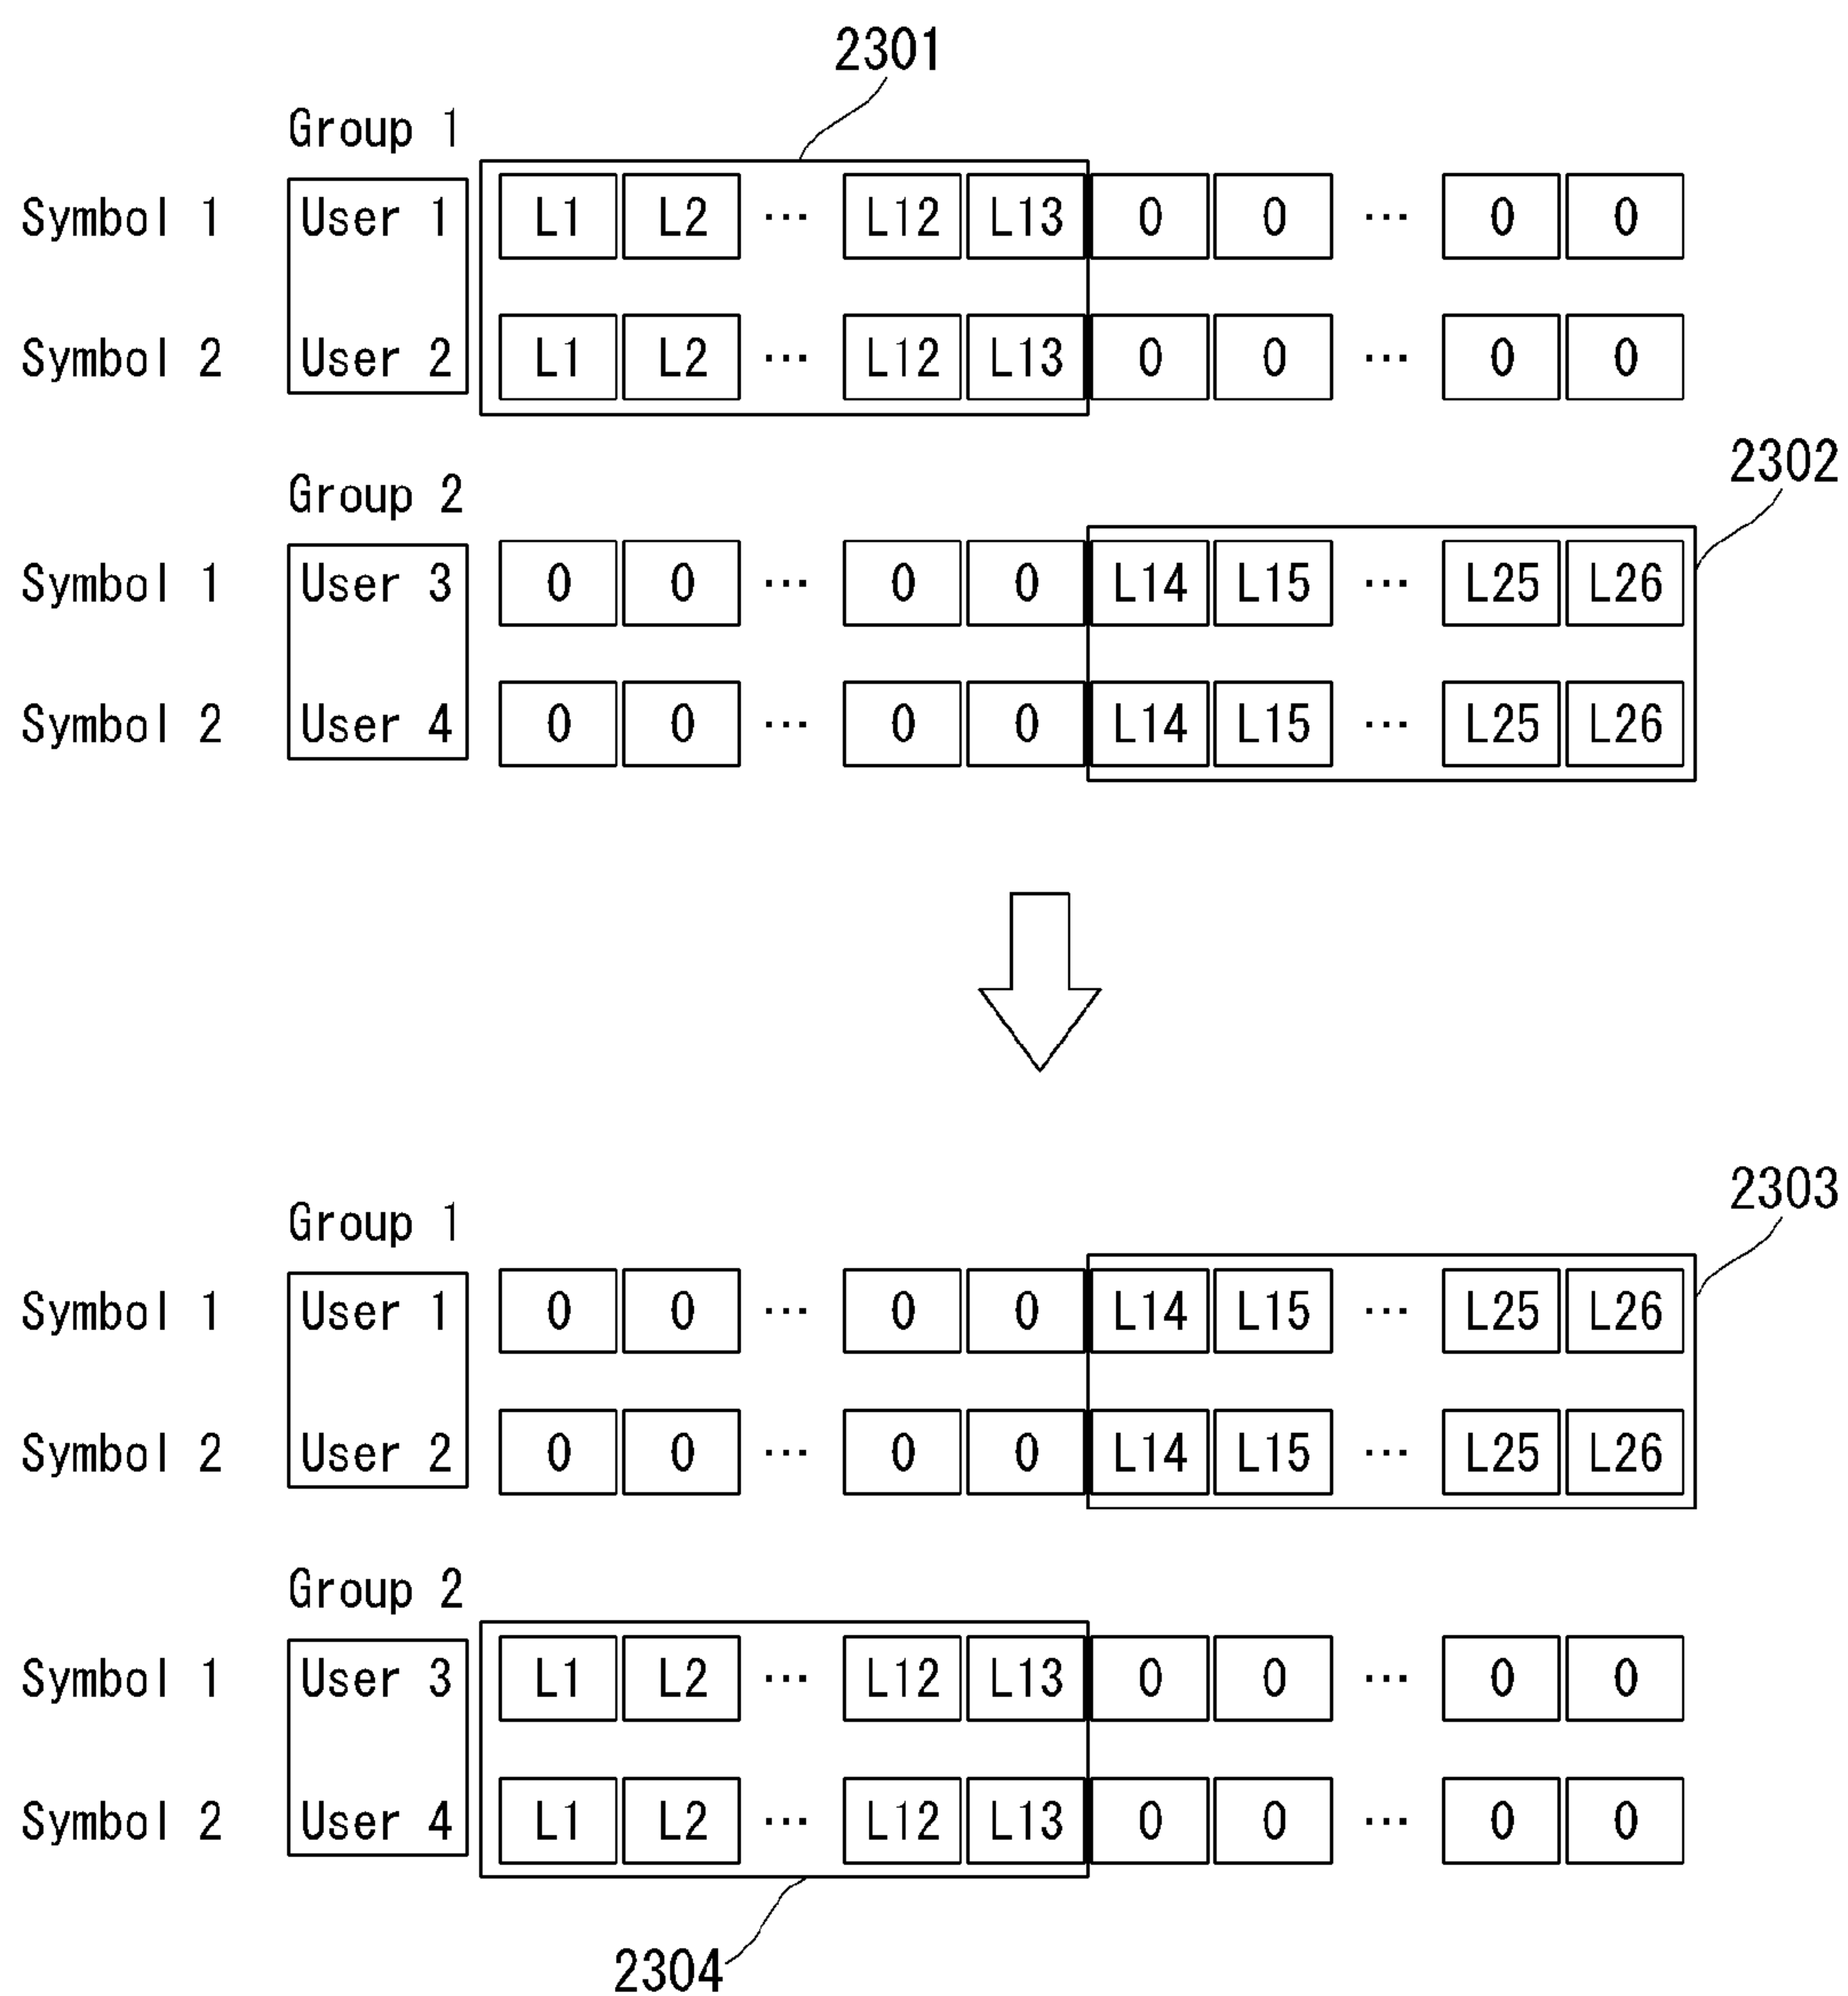 2301
Group 1
Symbol 1 User 1 L1 L2 ... L12 L13 0 0 ... 0 0
Symbol 2 User 2 L1 L2 ... L12 L13 0 0 ... 0 0
2302
Group 2
Symbol 1 User 3 0 0 ... 0 0 L14 L15 ... L25 L26
Symbol 2 User 4 0 0 ... 0 0 L14 L15 ... L25 L26
2303
Group 1
Symbol 1 User 1 0 0 ... 0 0 L14 L15 ... L25 L26
Symbol 2 User 2 0 0 ... 0 0 L14 L15 ... L25 L26
Group 2
Symbol 1 User 3 L1 L2 ... L12 L13 0 0 ... 0 0
Symbol 2 User 4 L1 L2 ... L12 L13 0 0 ... 0 0
2304